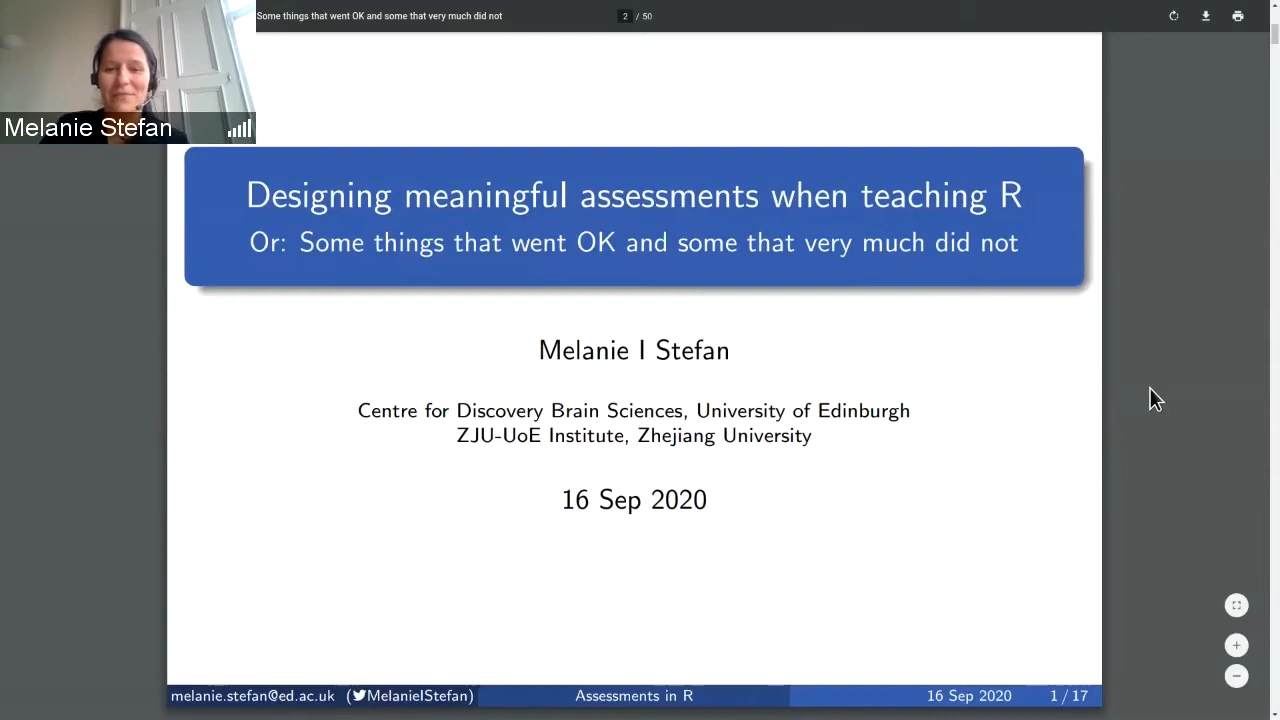 Some things that went OK and some that very much did not
2 / 50
Melanie Stefan
Designing meaningful assessments when teaching R
Or: Some things that went OK and some that very much did not
Melanie I Stefan
Centre for Discovery Brain Sciences, University of Edinburgh
ZJU-UoE Institute, Zhejiang University
16 Sep 2020
melanie.stefan@ed.ac.uk (MelanieIStefan) Assessments in R 16 Sep 2020 1 / 17